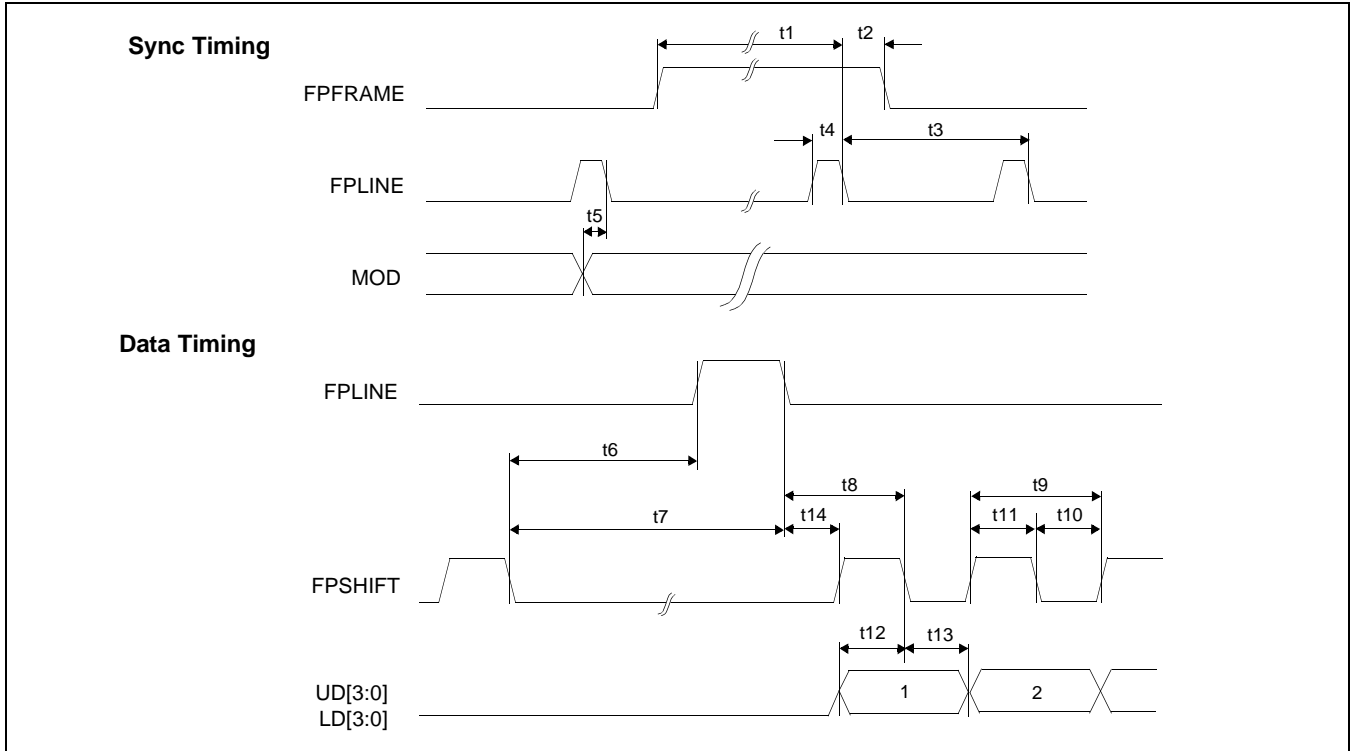 Sync Timing
t1
t2
FPFRAME
t4
t3
FPLINE
t5
MOD
Data Timing
FPLINE
t6
t8
t9
t7
t14
t11
t10
FPSHIFT
t12
t13
UD[3:0]
1
2
LD[3:0]